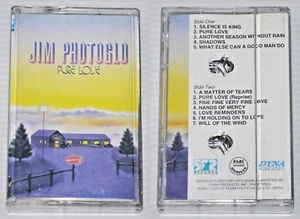 JIM PHOTOGLO
PURE LOVE
Side One
1. SILENCE IS KING
2. PURE LOVE
3. ANOTHER SEASON WITHOUT RAIN
4. SHADOWS
5. WHAT ELSE CAN A GOOD MAN DO
Side Two
1. A MATTER OF TEARS
2. PURE LOVE (Reprise)
3. FINE FINE VERY FINE LOVE
4. HANDS OF MERCY
5. LOVE REMINDERS
6. I'M HOLDING ON TO LOVE
7. WILL OF THE WIND
RECORDS
PARI
DYNA